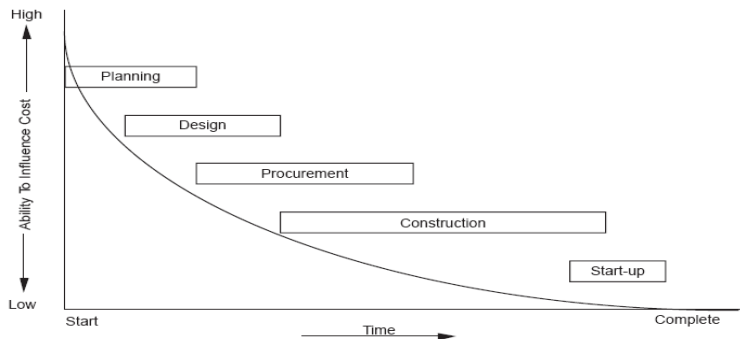 High
Planning
Design
Ability To Influence Cost
Procurement
Construction
Start-up
Low
Start
Complete
Time